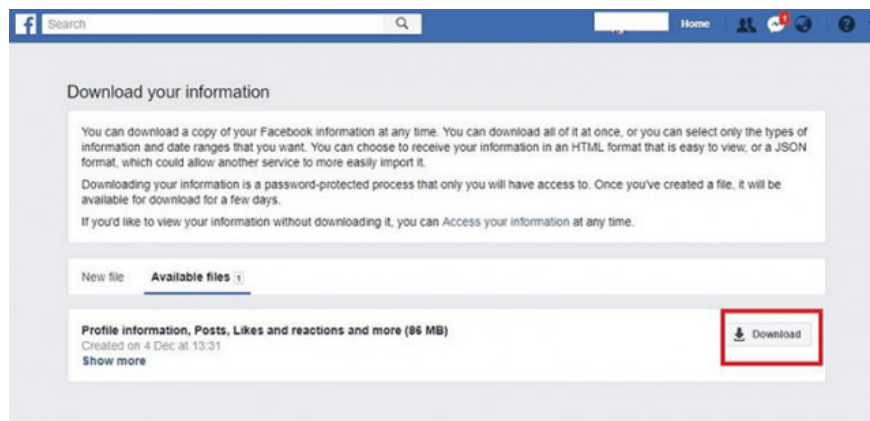 f Search
Home
1
?
Download your information
You can download a copy of your Facebook information at any time. You can download all of it at once, or you can select only the types of
information and date ranges that you want. You can choose to receive your information in an HTML format that is easy to view, or a JSON
format, which could allow another service to more easily import it.
Downloading your information is a password-protected process that only you will have access to. Once you've created a file, it will be
available for download for a few days.
If you'd like to view your information without downloading it, you can Access your information at any time.
New file Available files 1
Profile information, Posts, Likes and reactions and more (86 MB)
Download
Created on 4 Dec at 13:31
Show more